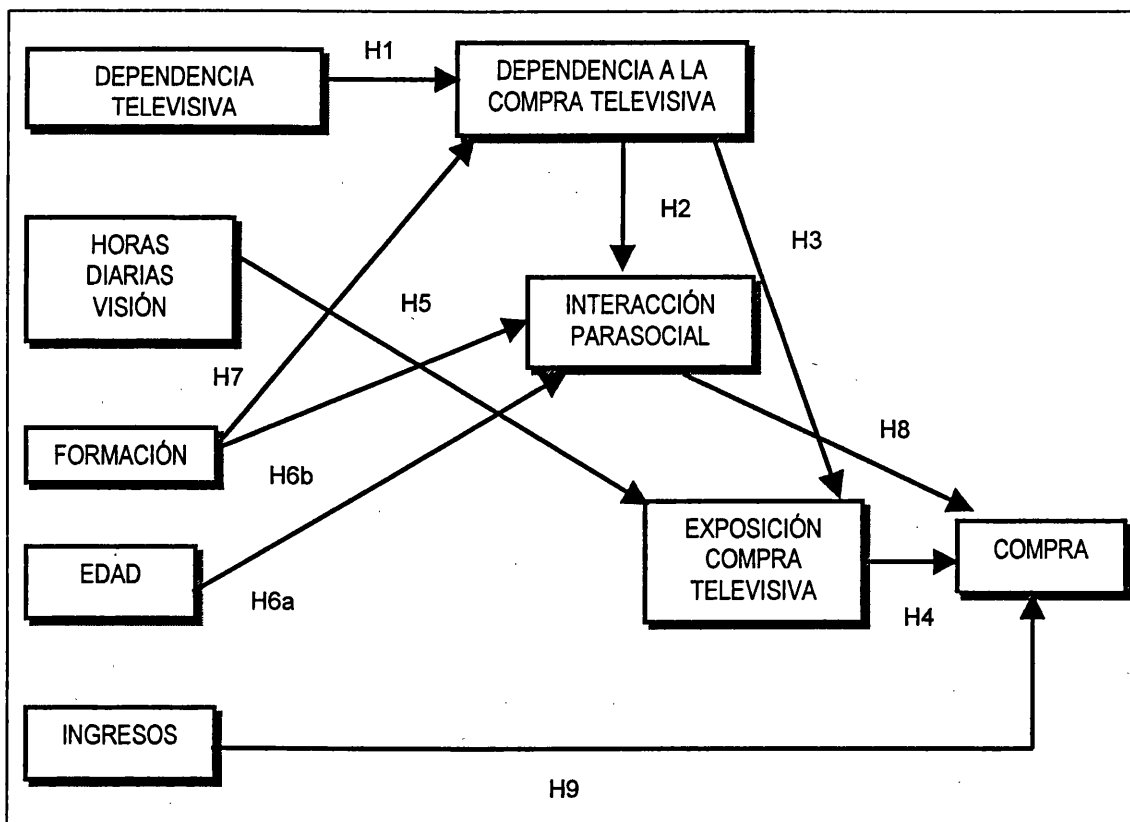 H1
DEPENDENCIA
TELEVISIVA
DEPENDENCIA A LA
COMPRA TELEVISIVA
H2
H3
HORAS
DIARIAS
VISIÓN
H5
INTERACCIÓN
PARASOCIAL
H7
H8
FORMACIÓN
H6b
EXPOSICIÓN
COMPRA
TELEVISIVA
COMPRA
EDAD
H6a
H4
INGRESOS
H9